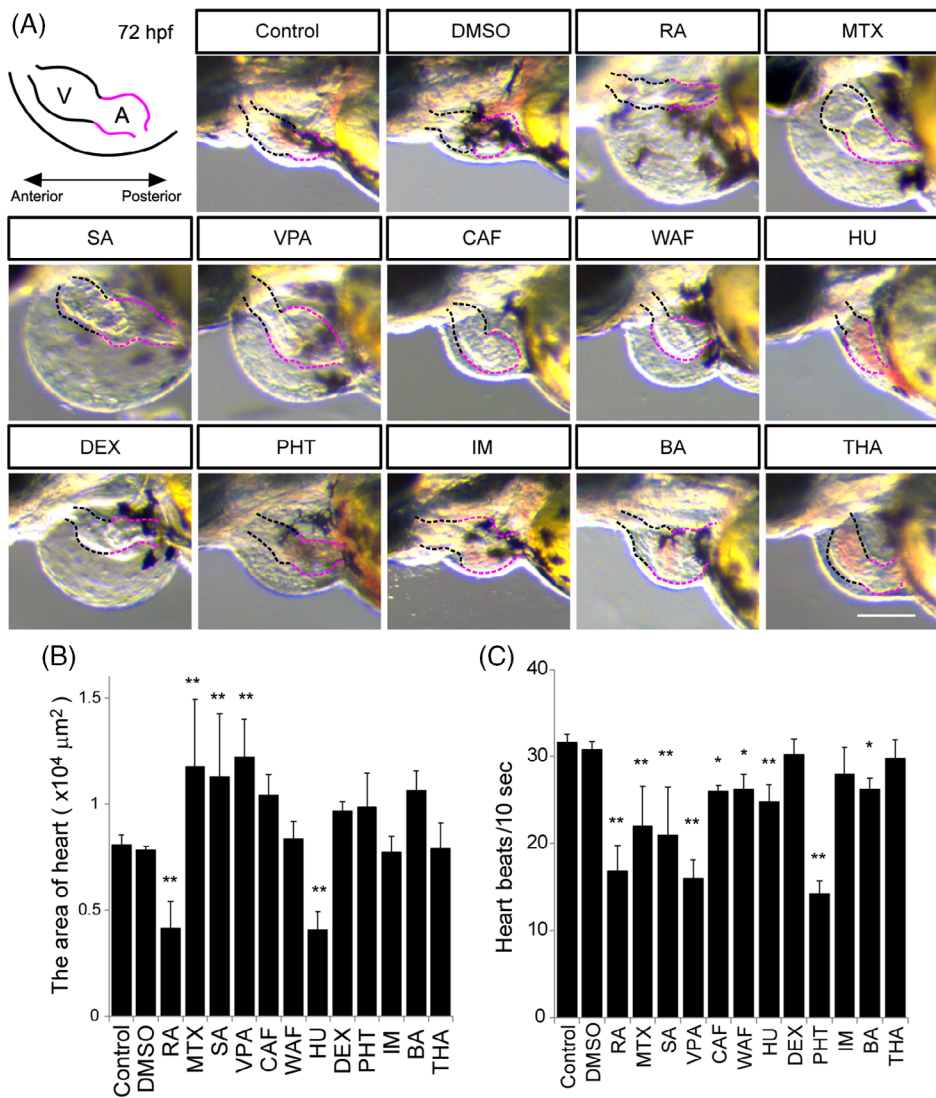 (A)
72 hpf
Control
DMSO
RA
MTX
V
A
Anterior
Posterior
SA
VPA
CAF
WAF
HU
DEX
PHT
IM
BA
THA
(B)
The area of heart ( x10⁴ μm²)
1.5
1
0.5
0
** ** ** ** **
Control DMSO RA MTX SA VPA CAF WAF HU DEX PHT IM BA THA
(C)
Heart beats/10 sec
40
30
20
10
0
** ** ** ** * * ** ** *
Control DMSO RA MTX SA VPA CAF WAF HU DEX PHT IM BA THA